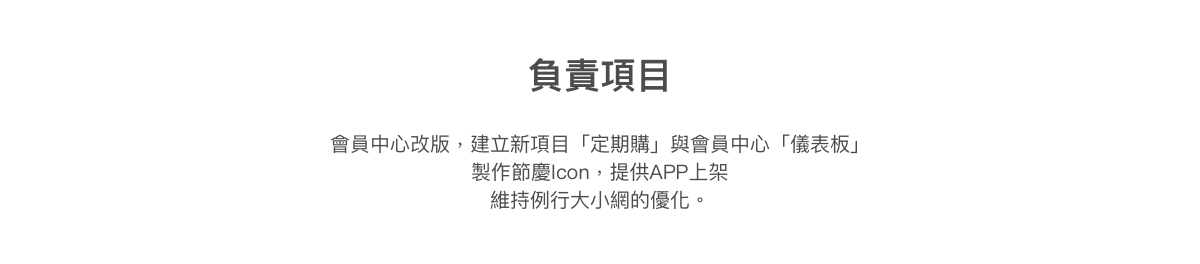 負責項目
會員中心改版，建立新項目「定期購」與會員中心「儀表板」
製作節慶Icon，提供APP上架
維持例行大小網的優化。